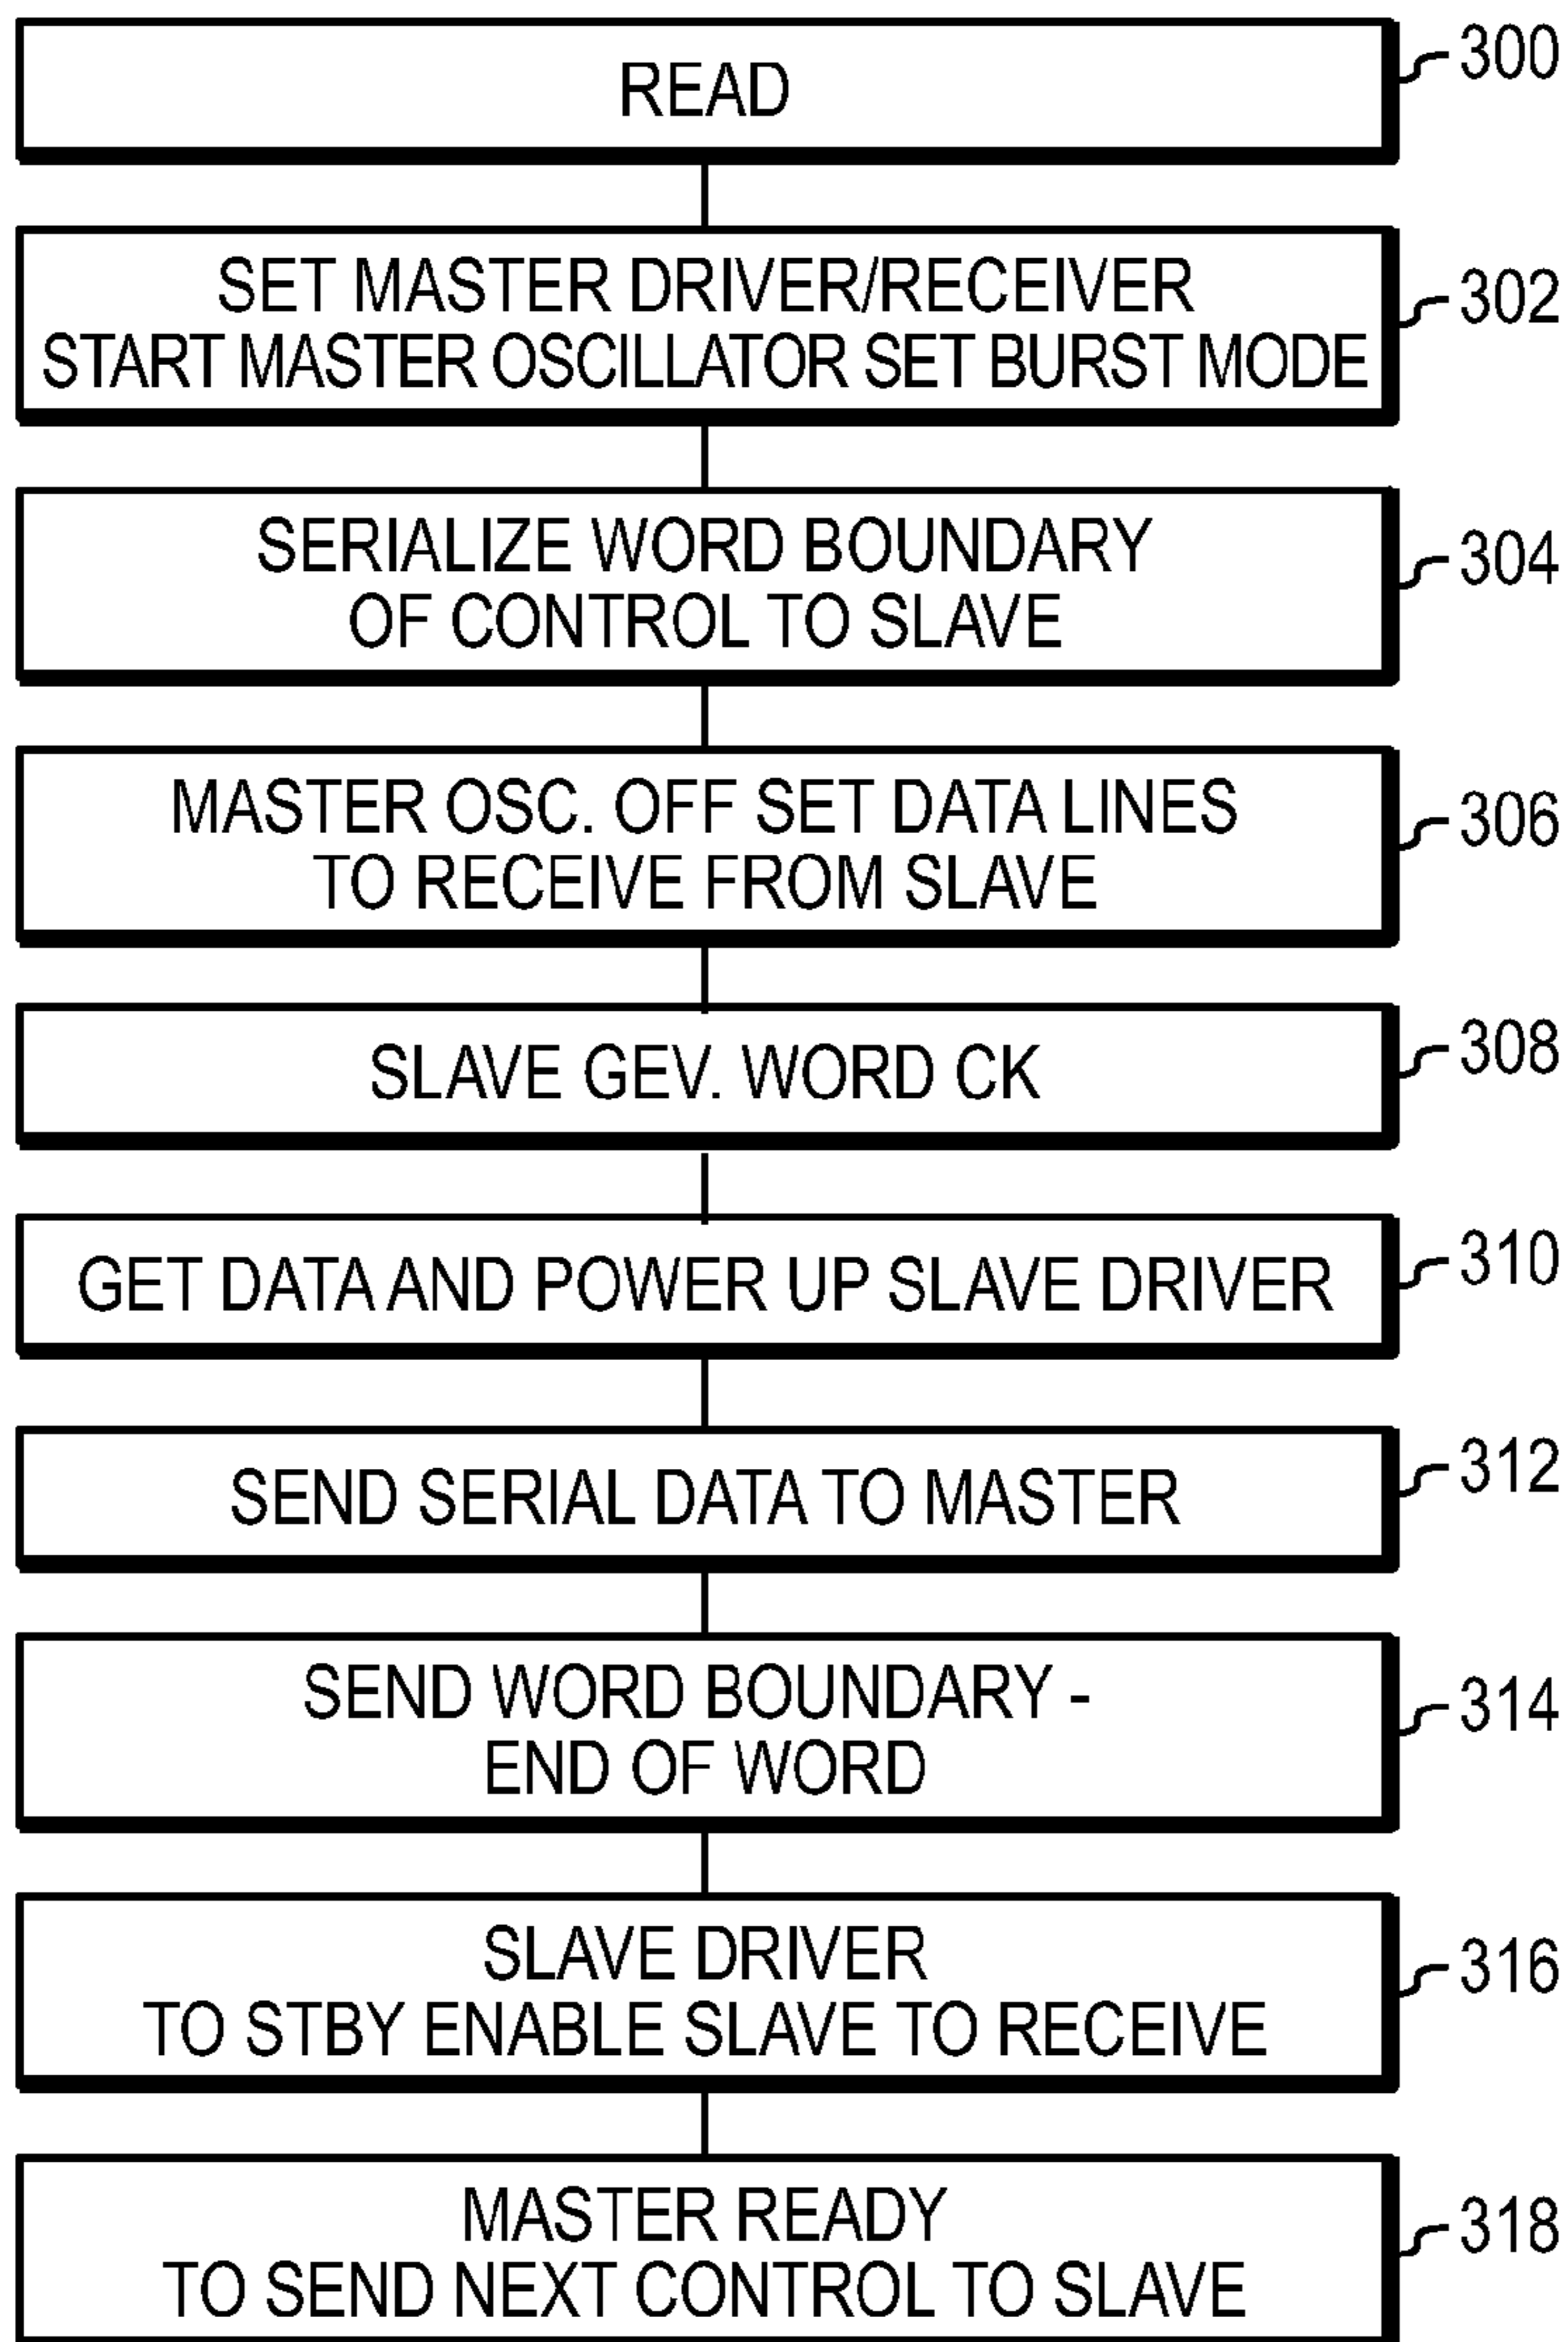 READ
300
SET MASTER DRIVER/RECEIVER
START MASTER OSCILLATOR SET BURST MODE
302
SERIALIZE WORD BOUNDARY
OF CONTROL TO SLAVE
304
MASTER OSC. OFF SET DATA LINES
TO RECEIVE FROM SLAVE
306
SLAVE GEV. WORD CK
308
GET DATA AND POWER UP SLAVE DRIVER
310
SEND SERIAL DATA TO MASTER
312
SEND WORD BOUNDARY -
END OF WORD
314
SLAVE DRIVER
TO STBY ENABLE SLAVE TO RECEIVE
316
MASTER READY
TO SEND NEXT CONTROL TO SLAVE
318